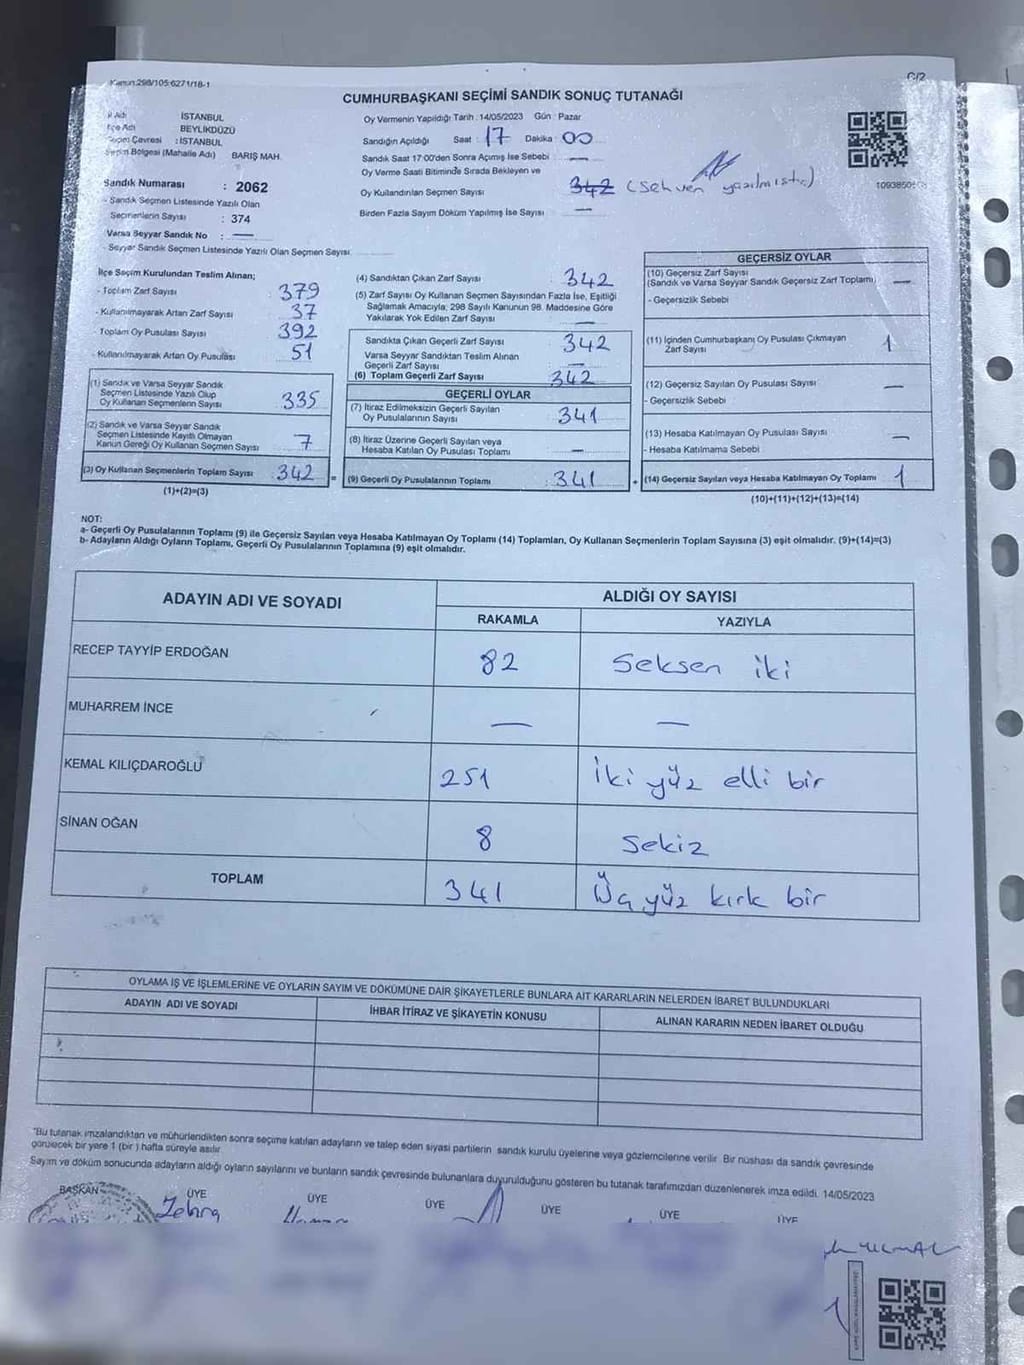 Kanun:298/105:6271/18-1
C/2
CUMHURBAŞKANI SEÇİMİ SANDIK SONUÇ TUTANAĞI
İl Adı İSTANBUL
İlçe Adı BEYLİKDÜZÜ
Seçim Çevresi : İSTANBUL
Seçim Bölgesi (Mahalle Adı) BARIŞ MAH.
Sandık Numarası : 2062
- Sandık Seçmen Listesinde Yazılı Olan
Seçmenlerin Sayısı : 374
Varsa Seyyar Sandık No : —
- Seyyar Sandık Seçmen Listesinde Yazılı Olan Seçmen Sayısı
Oy Vermenin Yapıldığı Tarih : 14/05/2023 Gün : Pazar
Sandığın Açıldığı Saat : 17 Dakika : 00
Sandık Saat 17:00'den Sonra Açımış İse Sebebi —
Oy Verme Saati Bitiminde Sırada Bekleyen ve
Oy Kullandırılan Seçmen Sayısı 342 (Sehven yazılmıştır)
Birden Fazla Sayım Döküm Yapılmış İse Sayısı —
İlçe Seçim Kurulundan Teslim Alınan;
- Toplam Zarf Sayısı 379
- Kullanılmayarak Artan Zarf Sayısı 37
- Toplam Oy Pusulası Sayısı 392
- Kullanılmayarak Artan Oy Pusulası 51
(1) Sandık ve Varsa Seyyar Sandık
Seçmen Listesinde Yazılı Olup
Oy Kullanan Seçmenlerin Sayısı 335
(2) Sandık ve Varsa Seyyar Sandık
Seçmen Listesinde Kayıtlı Olmayan
Kanun Gereği Oy Kullanan Seçmen Sayısı 7
(3) Oy Kullanan Seçmenlerin Toplam Sayısı 342 =
(1)+(2)=(3)
(4) Sandıktan Çıkan Zarf Sayısı 342
(5) Zarf Sayısı Oy Kullanan Seçmen Sayısından Fazla İse, Eşitliği
Sağlamak Amacıyla, 298 Sayılı Kanunun 98. Maddesine Göre
Yakılarak Yok Edilen Zarf Sayısı —
Sandıkta Çıkan Geçerli Zarf Sayısı 342
Varsa Seyyar Sandıktan Teslim Alınan
Geçerli Zarf Sayısı —
(6) Toplam Geçerli Zarf Sayısı 342
GEÇERLİ OYLAR
(7) İtiraz Edilmeksizin Geçerli Sayılan
Oy Pusulalarının Sayısı 341
(8) İtiraz Üzerine Geçerli Sayılan veya
Hesaba Katılan Oy Pusulası Toplamı —
(9) Geçerli Oy Pusulalarının Toplamı 341 +
GEÇERSİZ OYLAR
(10) Geçersiz Zarf Sayısı
(Sandık ve Varsa Seyyar Sandık Geçersiz Zarf Toplamı) —
- Geçersizlik Sebebi
(11) İçinden Cumhurbaşkanı Oy Pusulası Çıkmayan
Zarf Sayısı 1
(12) Geçersiz Sayılan Oy Pusulası Sayısı —
- Geçersizlik Sebebi
(13) Hesaba Katılmayan Oy Pusulası Sayısı —
- Hesaba Katılmama Sebebi
(14) Geçersiz Sayılan veya Hesaba Katılmayan Oy Toplamı 1
(10)+(11)+(12)+(13)=(14)
NOT:
a- Geçerli Oy Pusulalarının Toplamı (9) ile Geçersiz Sayılan veya Hesaba Katılmayan Oy Toplamı (14) Toplamları, Oy Kullanan Seçmenlerin Toplam Sayısına (3) eşit olmalıdır. (9)+(14)=(3)
b- Adayların Aldığı Oyların Toplamı, Geçerli Oy Pusulalarının Toplamına (9) eşit olmalıdır.
ADAYIN ADI VE SOYADI ALDIĞI OY SAYISI
RAKAMLA YAZIYLA
RECEP TAYYİP ERDOĞAN 82 Seksen iki
MUHARREM İNCE — —
KEMAL KILIÇDAROĞLU 251 İki yüz elli bir
SİNAN OĞAN 8 Sekiz
TOPLAM 341 Üç yüz kırk bir
OYLAMA İŞ VE İŞLEMLERİNE VE OYLARIN SAYIM VE DÖKÜMÜNE DAİR ŞİKAYETLERLE BUNLARA AİT KARARLARIN NELERDEN İBARET BULUNDUKLARI
ADAYIN ADI VE SOYADI İHBAR İTİRAZ VE ŞİKAYETİN KONUSU ALINAN KARARIN NEDEN İBARET OLDUĞU
"Bu tutanak imzalandıktan ve mühürlendikten sonra seçime katılan adayların ve talep eden siyasi partilerin sandık kurulu üyelerine veya gözlemcilerine verilir. Bir nüshası da sandık çevresinde
görülecek bir yere 1 (bir) hafta süreyle asılır
Sayım ve döküm sonucunda adayların aldığı oyların sayılarını ve bunların sandık çevresinde bulunanlara duyurulduğunu gösteren bu tutanak tarafımızdan düzenlenerek imza edildi. 14/05/2023
BAŞKAN ÜYE ÜYE ÜYE ÜYE ÜYE ÜYE
Zehra